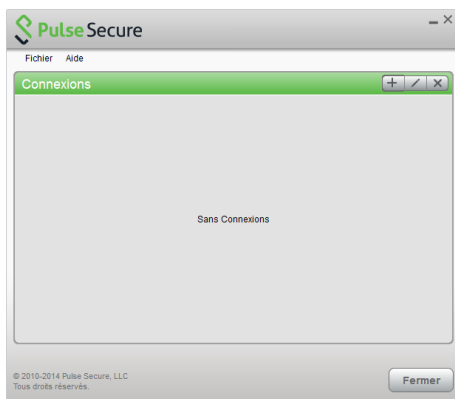 Pulse Secure
Fichier Aide
Connexions
Sans Connexions
© 2010-2014 Pulse Secure, LLC
Tous droits réservés.
Fermer